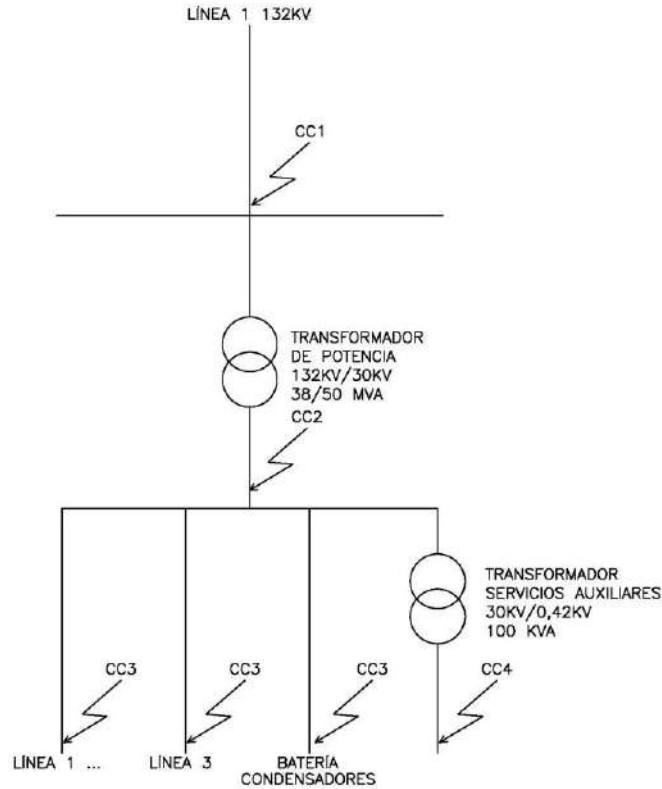 LÍNEA 1 132KV
CC1
TRANSFORMADOR
DE POTENCIA
132KV/30KV
38/50 MVA
CC2
TRANSFORMADOR
SERVICIOS AUXILIARES
30KV/0,42KV
100 KVA
CC3
CC3
CC3
CC4
LÍNEA 1 ...
LÍNEA 3
BATERÍA
CONDENSADORES